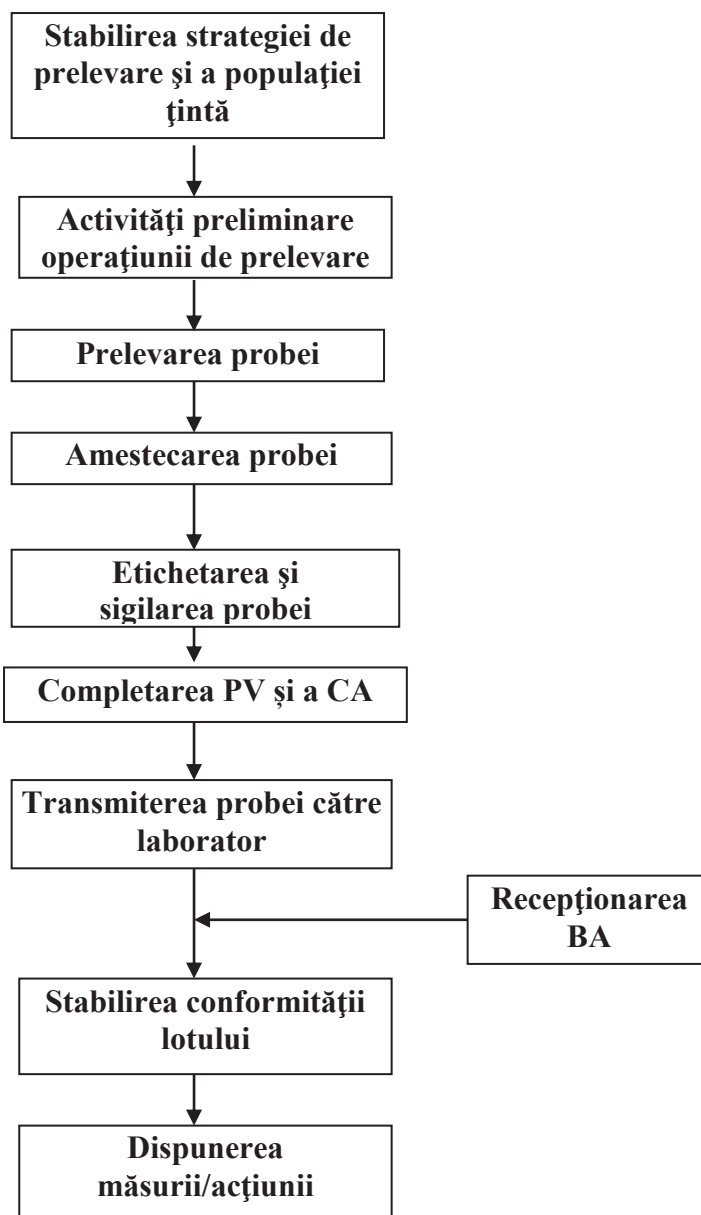 Stabilirea strategiei de
prelevare şi a populaţiei
ţintă
Activităţi preliminare
operaţiunii de prelevare
Prelevarea probei
Amestecarea probei
Etichetarea şi
sigilarea probei
Completarea PV și a CA
Transmiterea probei către
laborator
Recepţionarea
BA
Stabilirea conformităţii
lotului
Dispunerea
măsurii/acţiunii